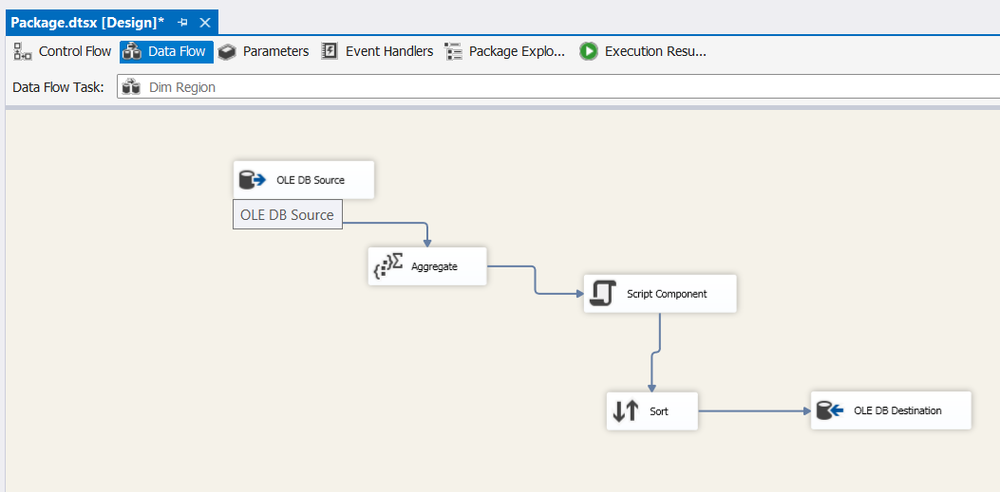 Package.dtsx [Design]*
Control Flow Data Flow Parameters Event Handlers Package Explo... Execution Resu...
Data Flow Task: Dim Region
OLE DB Source
OLE DB Source
Aggregate
Script Component
Sort OLE DB Destination